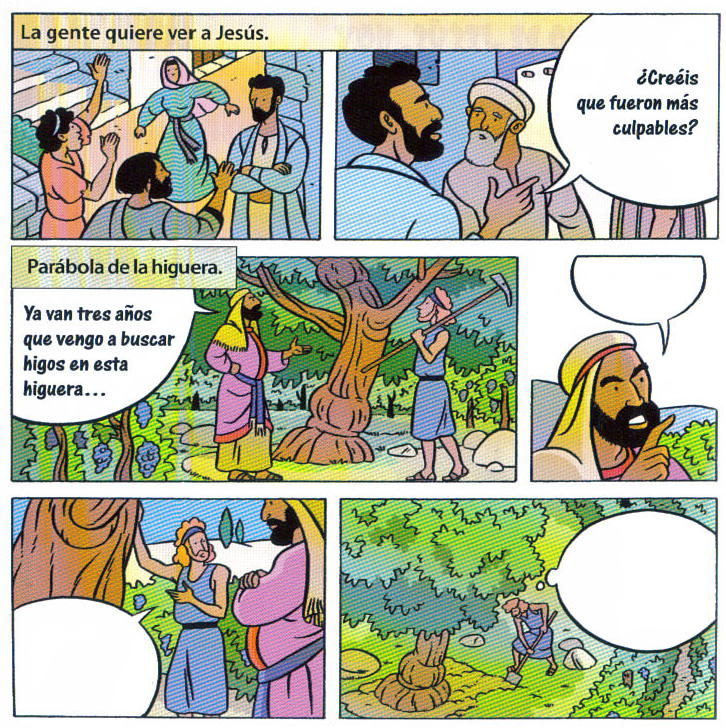 La gente quiere ver a Jesús.
¿Creéis
que fueron más
culpables?
Parábola de la higuera.
Ya van tres años
que vengo a buscar
higos en esta
higuera...